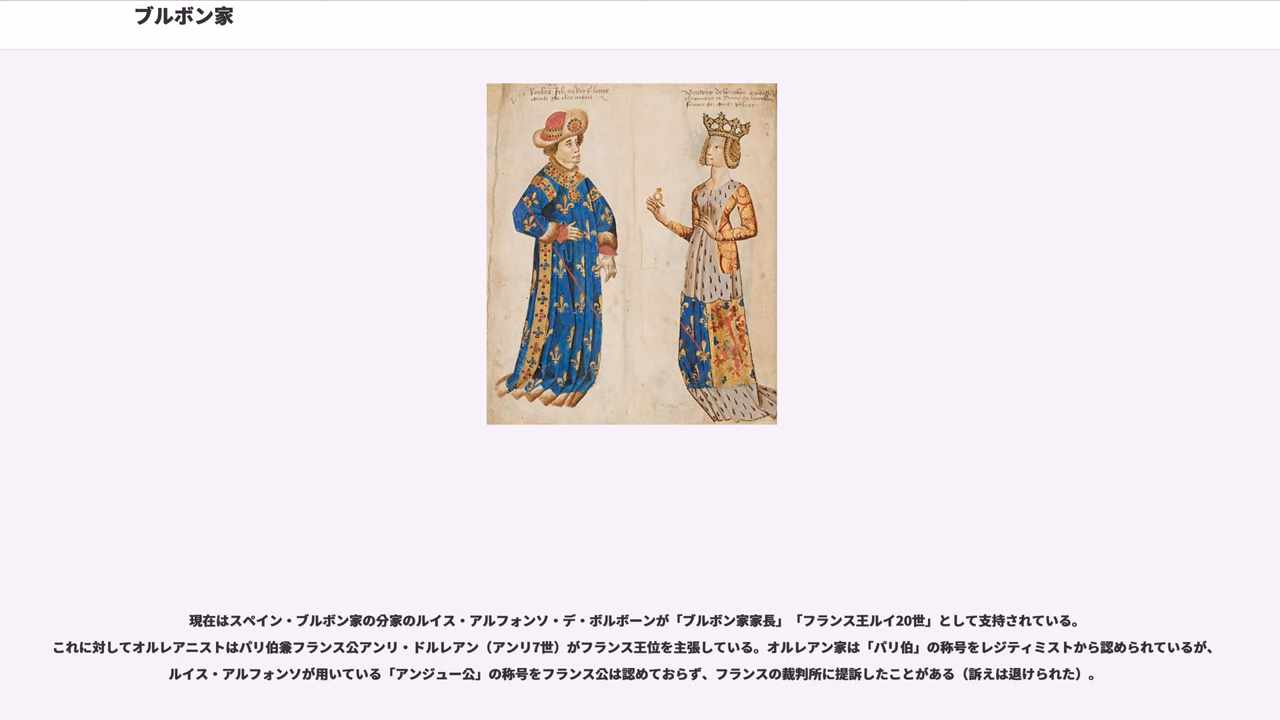 ブルボン家
現在はスペイン・ブルボン家の分家のルイス・アルフォンソ・デ・ボルボーンが「ブルボン家家長」「フランス王ルイ20世」として支持されている。
これに対してオルレアニストはパリ伯兼フランス公アンリ・ドルレアン（アンリ7世）がフランス王位を主張している。オルレアン家は「パリ伯」の称号をレジティミストから認められているが、
ルイス・アルフォンソが用いている「アンジュー公」の称号をフランス公は認めておらず、フランスの裁判所に提訴したことがある（訴えは退けられた）。